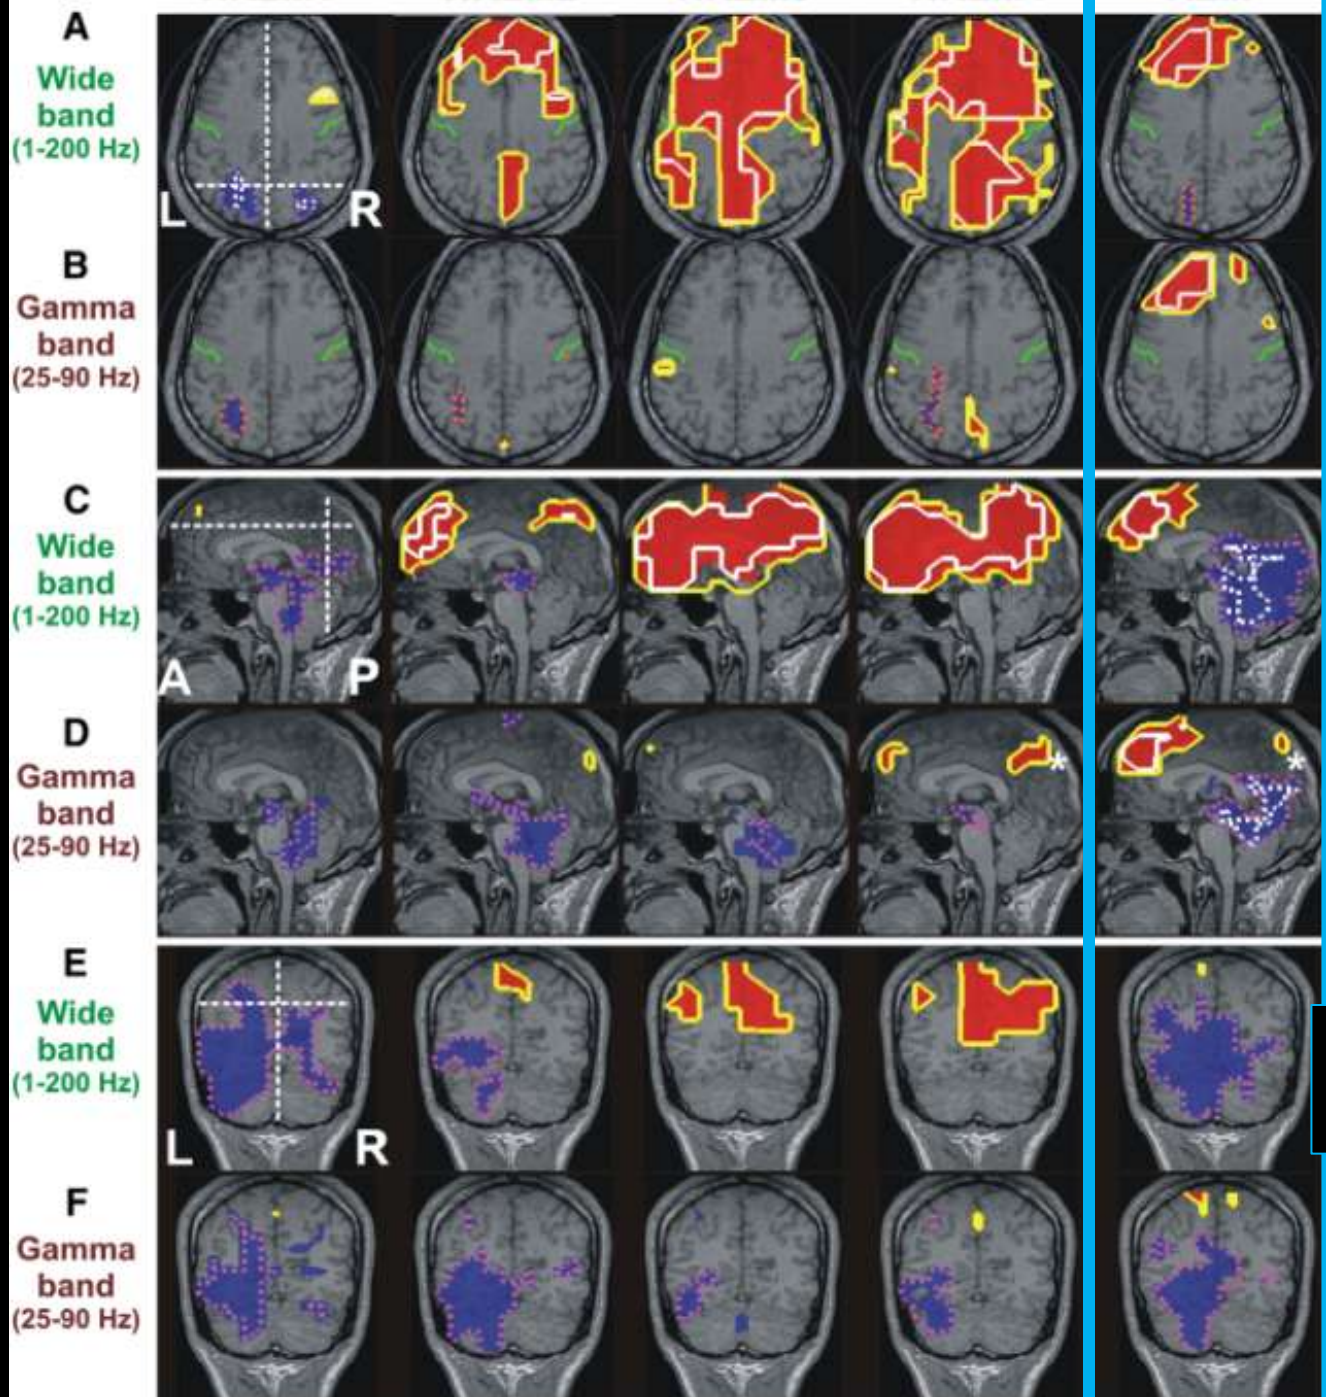 A
Wide
band
(1-200 Hz)
L R
B
Gamma
band
(25-90 Hz)
C
Wide
band
(1-200 Hz)
A P
D
Gamma
band
(25-90 Hz)
*
*
E
Wide
band
(1-200 Hz)
L R
F
Gamma
band
(25-90 Hz)